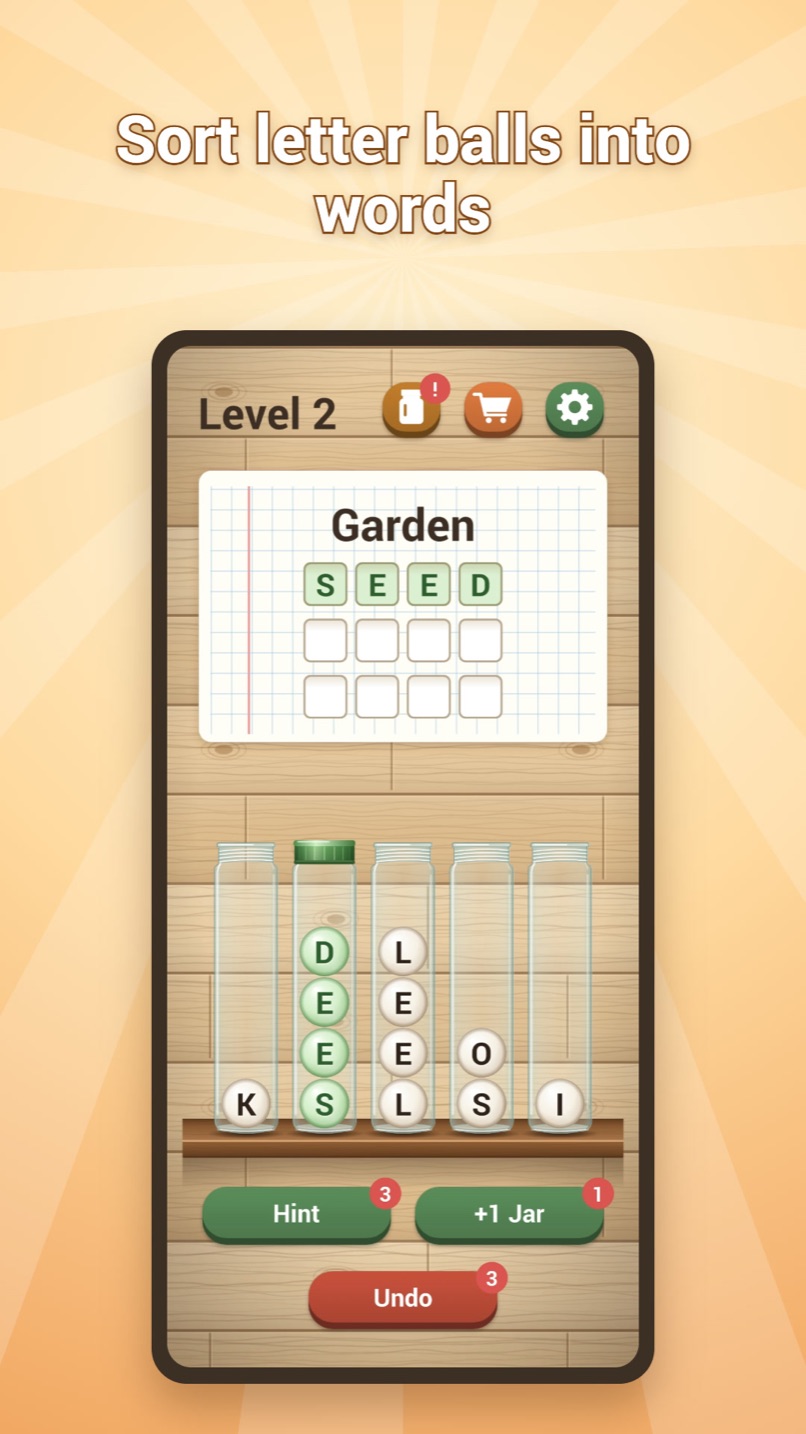 Sort letter balls into
words
Level 2
!
Garden
S E E D
D L
E E
E E O
K S L S I
Hint 3
+1 Jar 1
Undo 3